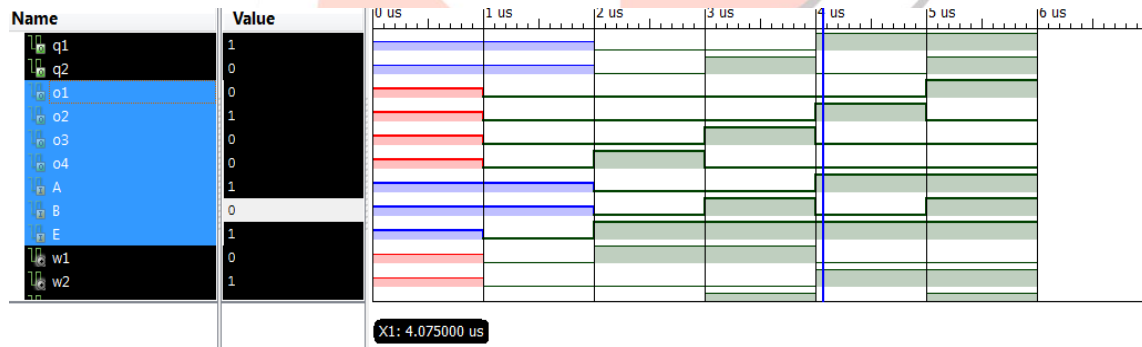 Name Value 0 us 1 us 2 us 3 us 4 us 5 us 6 us
q1 1
q2 0
o1 0
o2 1
o3 0
o4 0
A 1
B 0
E 1
w1 0
w2 1
X1: 4.075000 us